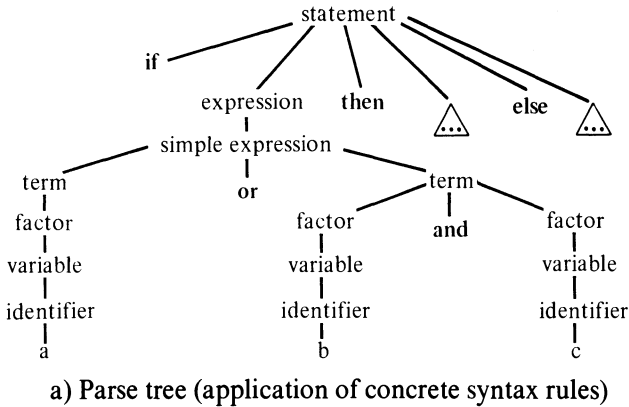 statement
if
expression then else
... ...
simple expression
term or term
factor factor and factor
variable variable variable
identifier identifier identifier
a b c
a) Parse tree (application of concrete syntax rules)